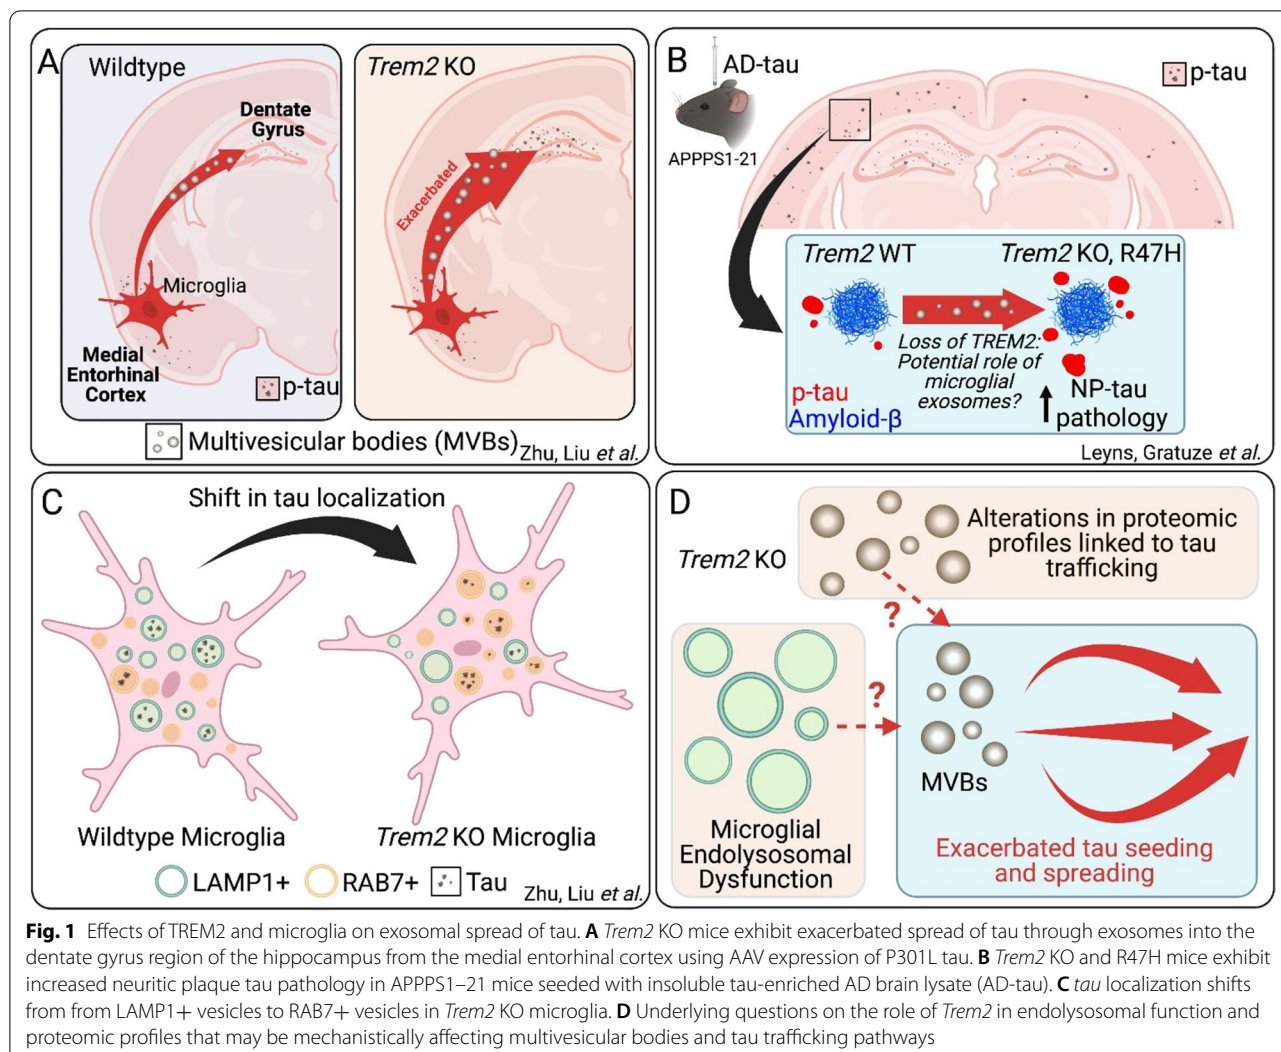 A
Wildtype
Dentate
Gyrus
Microglia
Medial
Entorhinal
Cortex
p-tau
Trem2 KO
Exacerbated
Multivesicular bodies (MVBs)
Zhu, Liu et al.
B
AD-tau
APPPS1-21
p-tau
Trem2 WT
Trem2 KO, R47H
Loss of TREM2:
Potential role of
microglial
exosomes?
p-tau
Amyloid-β
NP-tau
pathology
Leyns, Gratuze et al.
C
Shift in tau localization
Wildtype Microglia
Trem2 KO Microglia
LAMP1+
RAB7+
Tau
Zhu, Liu et al.
D
Trem2 KO
Alterations in proteomic
profiles linked to tau
trafficking
?
?
MVBs
Microglial
Endolysosomal
Dysfunction
Exacerbated tau seeding
and spreading
Fig. 1 Effects of TREM2 and microglia on exosomal spread of tau. A Trem2 KO mice exhibit exacerbated spread of tau through exosomes into the
dentate gyrus region of the hippocampus from the medial entorhinal cortex using AAV expression of P301L tau. B Trem2 KO and R47H mice exhibit
increased neuritic plaque tau pathology in APPPS1–21 mice seeded with insoluble tau-enriched AD brain lysate (AD-tau). C tau localization shifts
from from LAMP1+ vesicles to RAB7+ vesicles in Trem2 KO microglia. D Underlying questions on the role of Trem2 in endolysosomal function and
proteomic profiles that may be mechanistically affecting multivesicular bodies and tau trafficking pathways